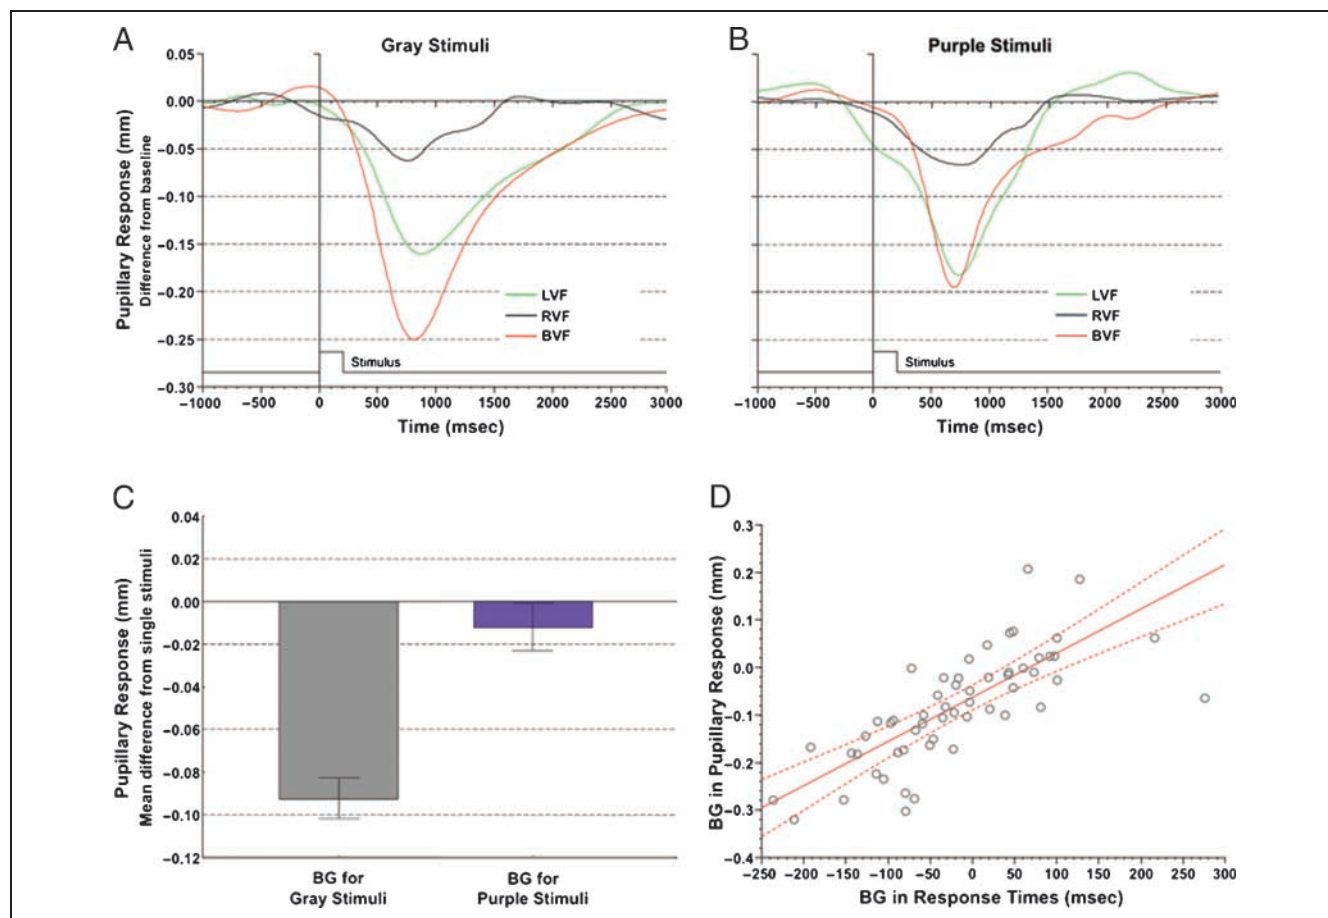 A
Gray Stimuli
Pupillary Response (mm)
Difference from baseline
0.05
0.00
−0.05
−0.10
−0.15
−0.20
−0.25
−0.30
LVF
RVF
BVF
Stimulus
−1000 −500 0 500 1000 1500 2000 2500 3000
Time (msec)
B
Purple Stimuli
LVF
RVF
BVF
Stimulus
−1000 −500 0 500 1000 1500 2000 2500 3000
Time (msec)
C
Pupillary Response (mm)
Mean difference from single stimuli
0.04
0.02
0.00
−0.02
−0.04
−0.06
−0.08
−0.10
−0.12
BG for
Gray Stimuli
BG for
Purple Stimuli
D
BG in Pupillary Response (mm)
0.3
0.2
0.1
0.0
−0.1
−0.2
−0.3
−0.4
−250 −200 −150 −100 −50 0 50 100 150 200 250 300
BG in Response Times (msec)